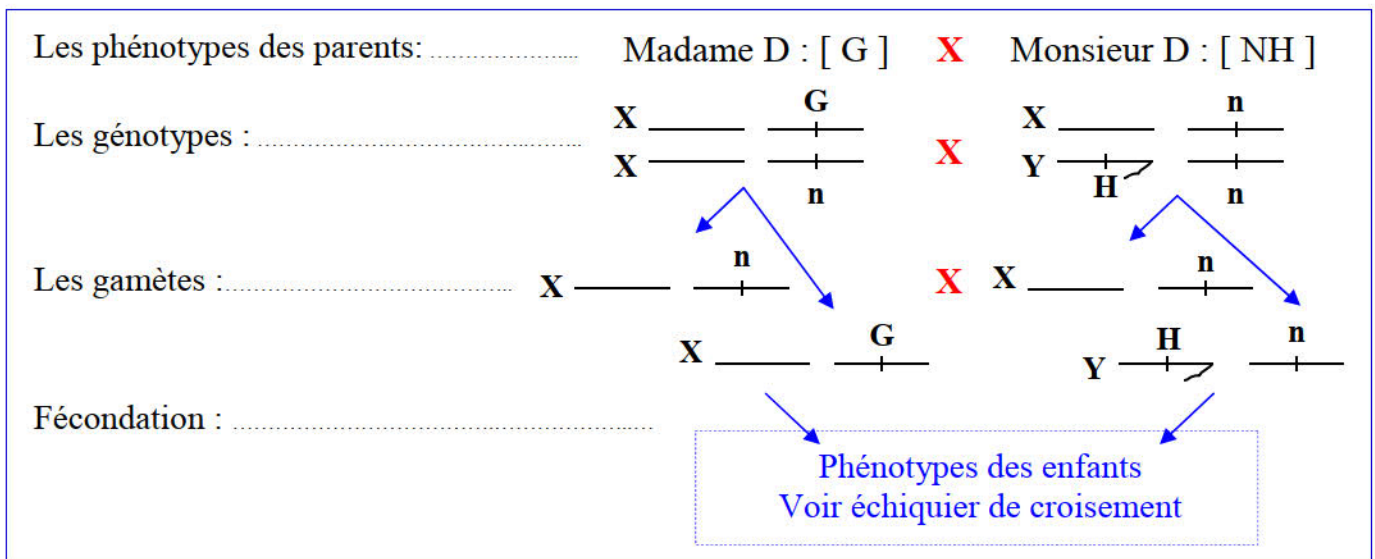 Les phénotypes des parents: ...................... Madame D : [ G ] X Monsieur D : [ NH ]
G n
X X
Les génotypes : ........................................ X
X Y
n H n
n n
Les gamètes :........................................ X X X
G H n
X Y
Fécondation : ......................................................
Phénotypes des enfants
Voir échiquier de croisement